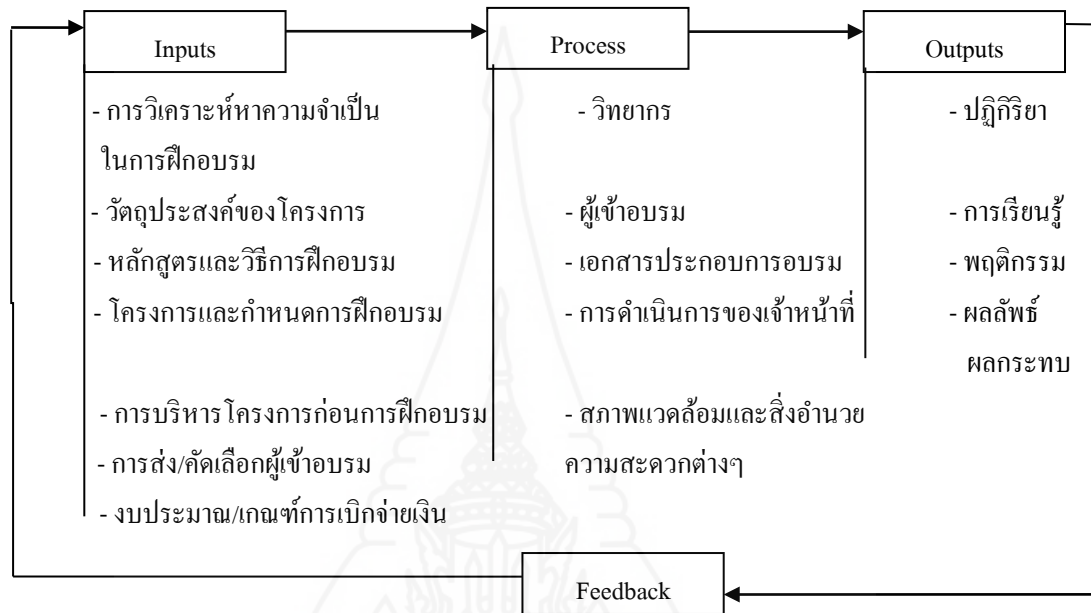 Inputs
Process
Outputs
- การวิเคราะห์หาความจำเป็น
ในการฝึกอบรม
- วัตถุประสงค์ของโครงการ
- หลักสูตรและวิธีการฝึกอบรม
- โครงการและกำหนดการฝึกอบรม
- การบริหารโครงการก่อนการฝึกอบรม
- การส่ง/คัดเลือกผู้เข้าอบรม
- งบประมาณ/เกณฑ์การเบิกจ่ายเงิน
- วิทยากร
- ผู้เข้าอบรม
- เอกสารประกอบการอบรม
- การดำเนินการของเจ้าหน้าที่
- สภาพแวดล้อมและสิ่งอำนวย
ความสะดวกต่างๆ
- ปฏิกิริยา
- การเรียนรู้
- พฤติกรรม
- ผลลัพธ์
ผลกระทบ
Feedback